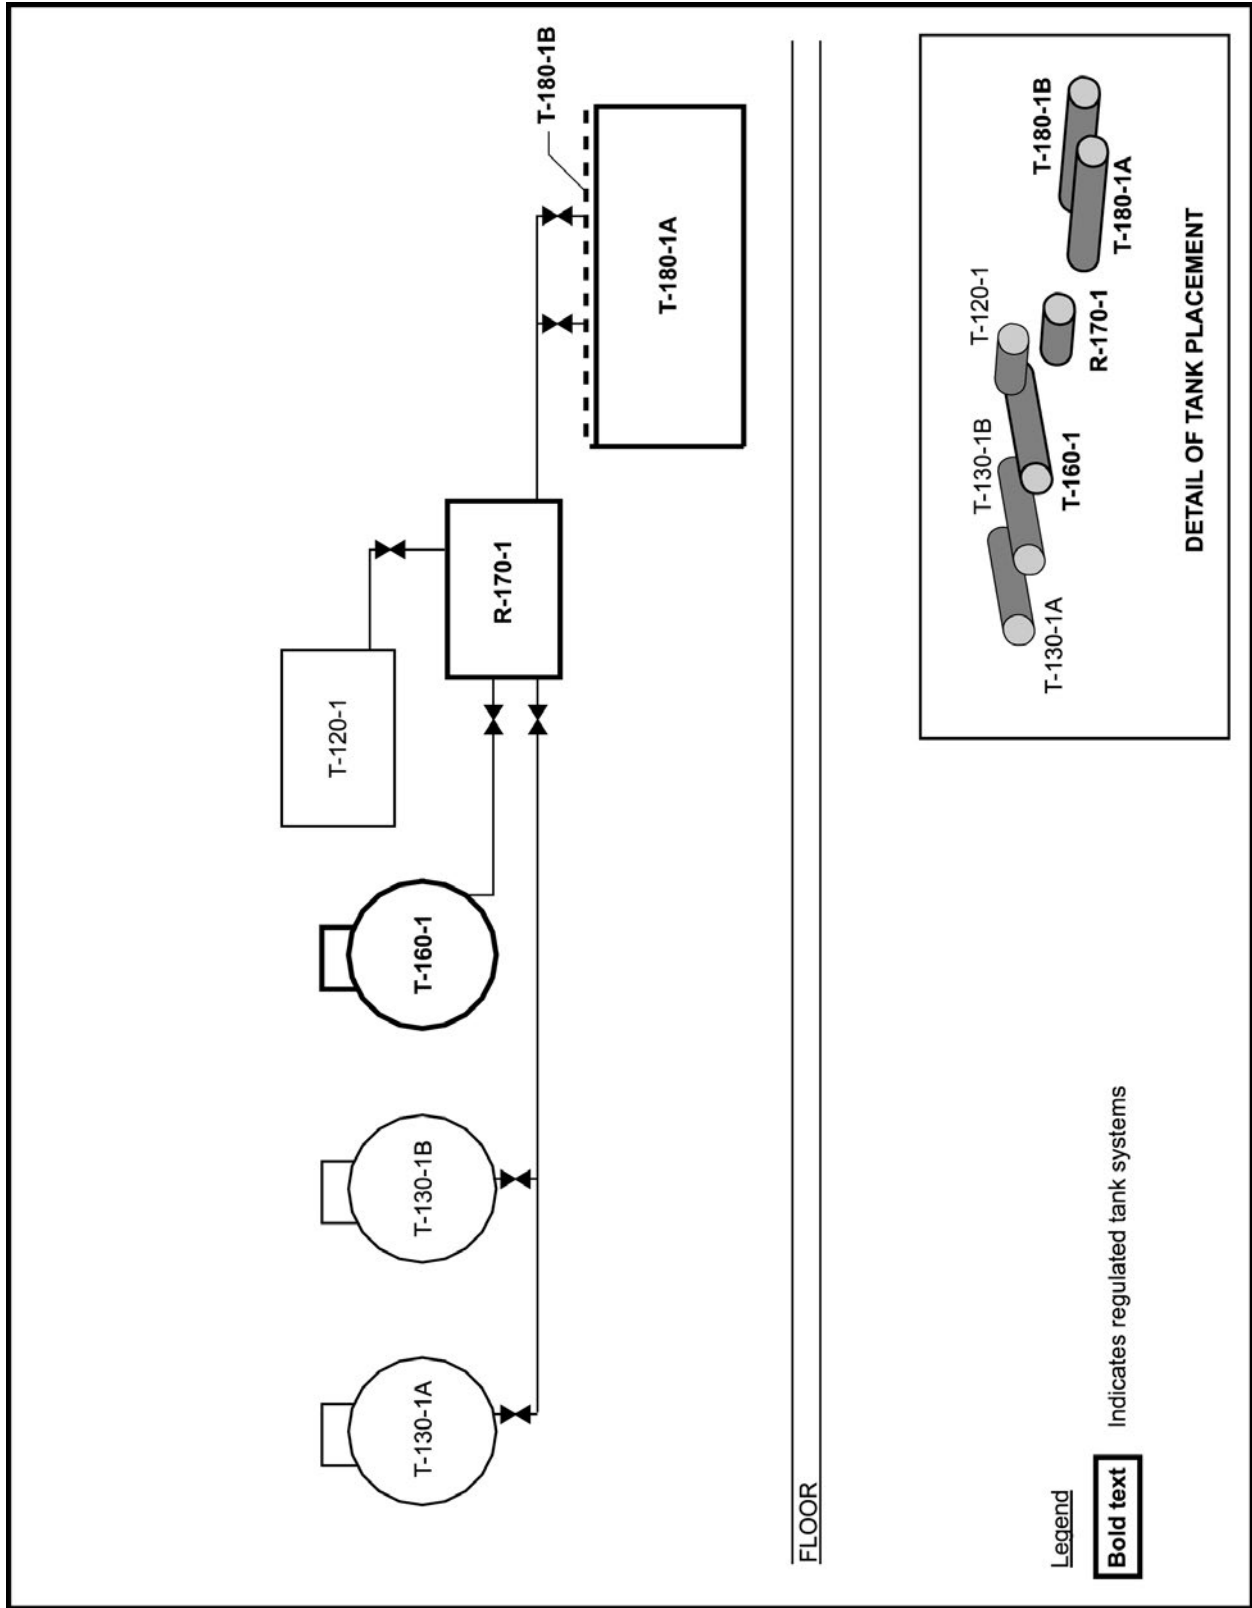 T-130-1A
T-130-1B
T-160-1
T-120-1
R-170-1
T-180-1B
T-180-1A
FLOOR
Legend
Bold text
Indicates regulated tank systems
T-130-1A
T-130-1B
T-160-1
T-120-1
R-170-1
T-180-1B
T-180-1A
DETAIL OF TANK PLACEMENT